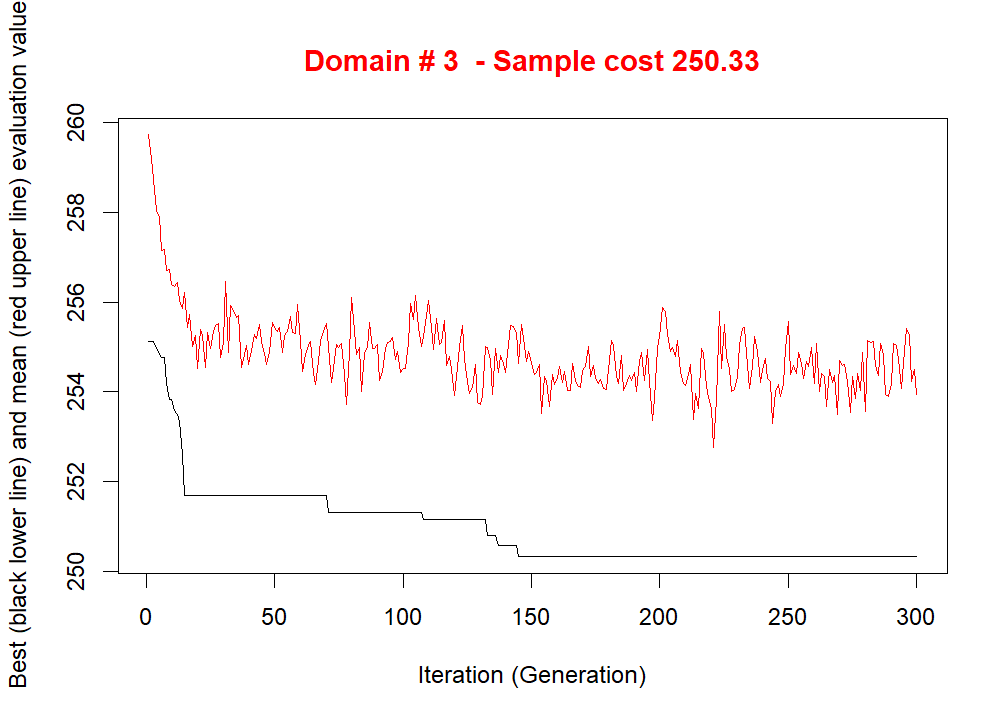 Domain # 3  - Sample cost 250.33
Best (black lower line) and mean (red upper line) evaluation value
260
258
256
254
252
250
0 50 100 150 200 250 300
Iteration (Generation)